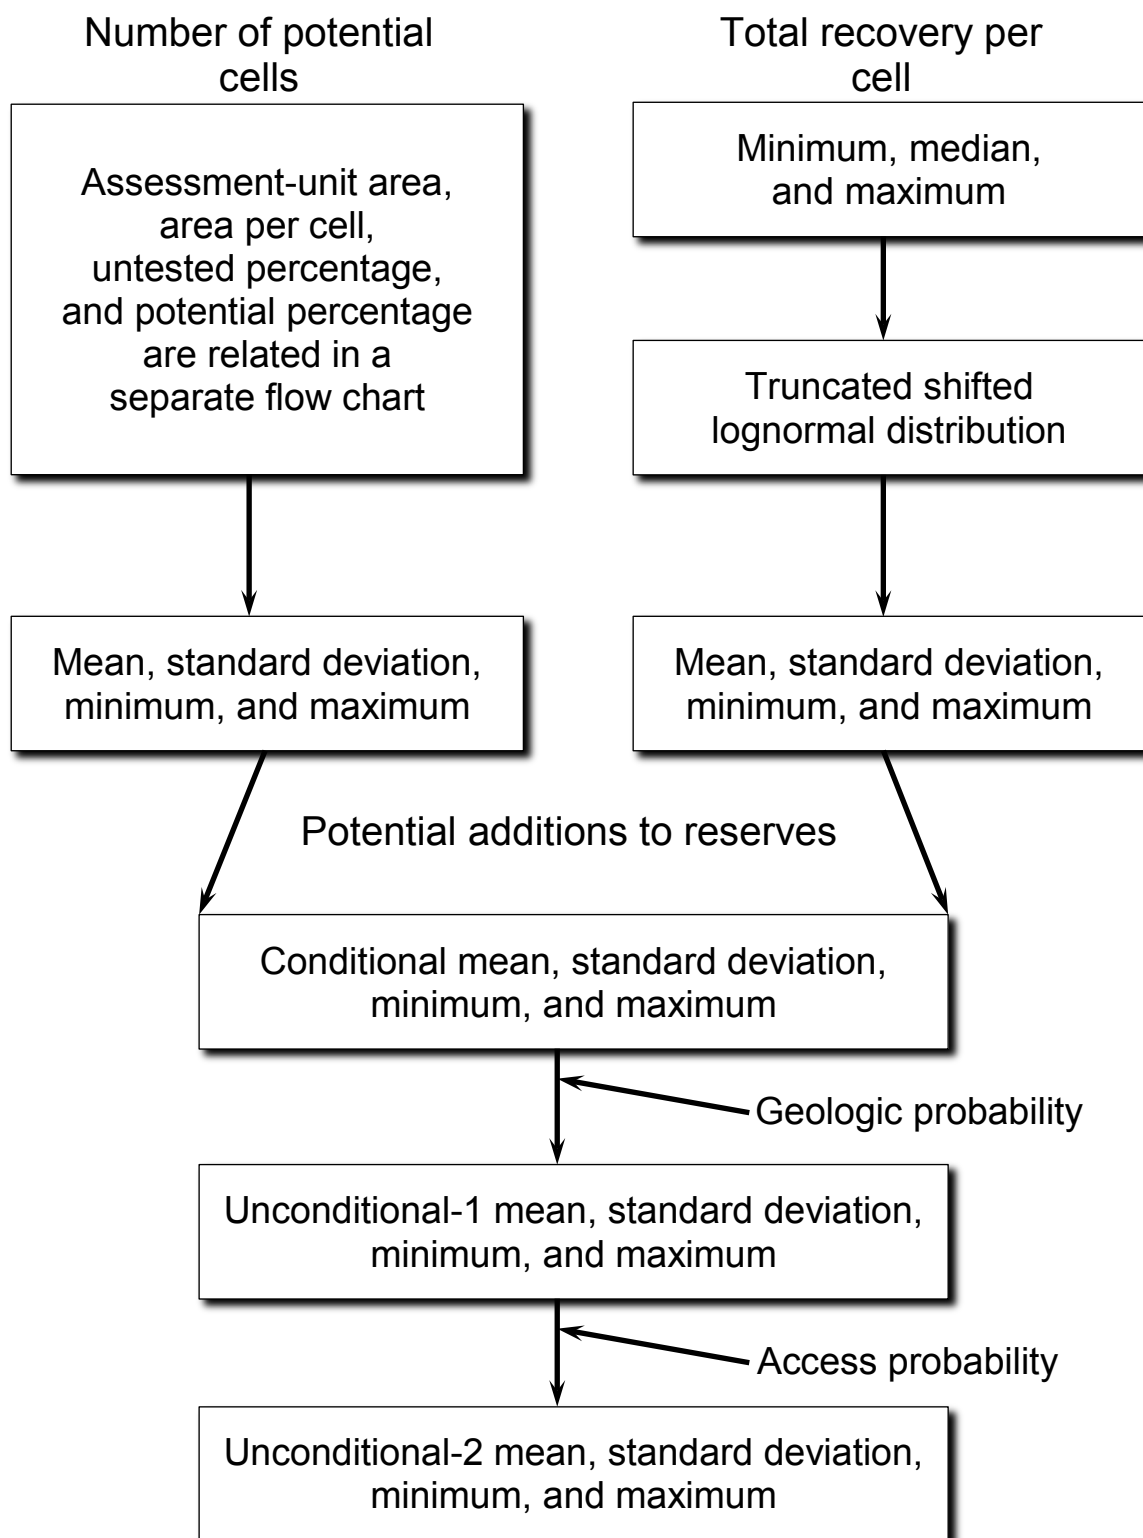 Number of potential
cells
Total recovery per
cell
Assessment-unit area,
area per cell,
untested percentage,
and potential percentage
are related in a
separate flow chart
Minimum, median,
and maximum
Truncated shifted
lognormal distribution
Mean, standard deviation,
minimum, and maximum
Mean, standard deviation,
minimum, and maximum
Potential additions to reserves
Conditional mean, standard deviation,
minimum, and maximum
Geologic probability
Unconditional-1 mean, standard deviation,
minimum, and maximum
Access probability
Unconditional-2 mean, standard deviation,
minimum, and maximum